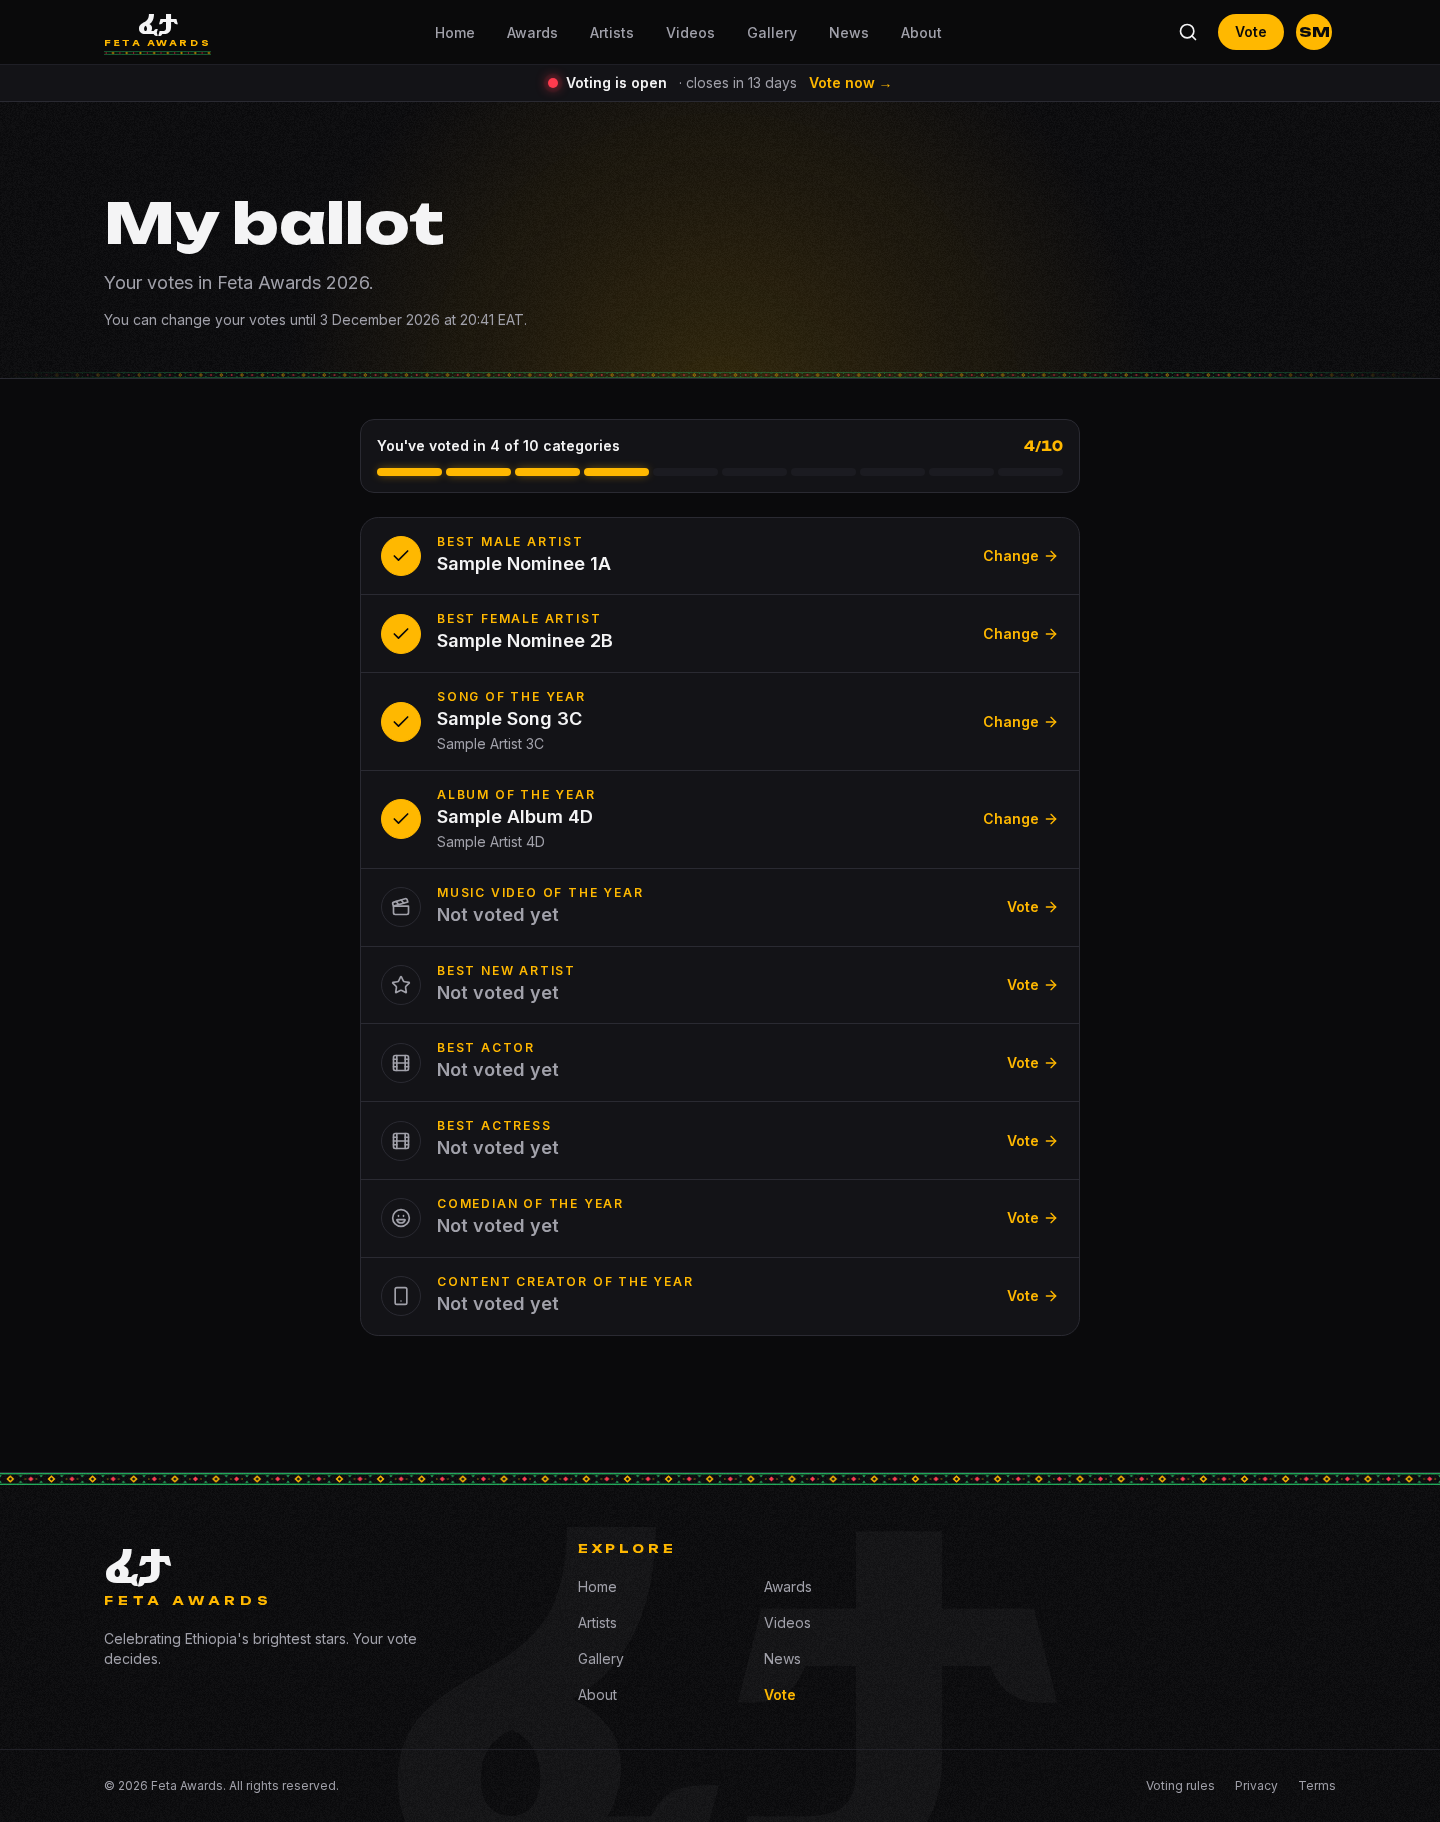 ፌታ
FETA AWARDS
Home Awards Artists Videos Gallery News About
Vote
SM
Voting is open · closes in 13 days Vote now →
My ballot
Your votes in Feta Awards 2026.
You can change your votes until 3 December 2026 at 20:41 EAT.
You've voted in 4 of 10 categories 4/10
BEST MALE ARTIST
Sample Nominee 1A
Change →
BEST FEMALE ARTIST
Sample Nominee 2B
Change →
SONG OF THE YEAR
Sample Song 3C
Sample Artist 3C
Change →
ALBUM OF THE YEAR
Sample Album 4D
Sample Artist 4D
Change →
MUSIC VIDEO OF THE YEAR
Not voted yet
Vote →
BEST NEW ARTIST
Not voted yet
Vote →
BEST ACTOR
Not voted yet
Vote →
BEST ACTRESS
Not voted yet
Vote →
COMEDIAN OF THE YEAR
Not voted yet
Vote →
CONTENT CREATOR OF THE YEAR
Not voted yet
Vote →
ፌታ
FETA AWARDS
Celebrating Ethiopia's brightest stars. Your vote
decides.
EXPLORE
Home Awards
Artists Videos
Gallery News
About Vote
© 2026 Feta Awards. All rights reserved.
Voting rules Privacy Terms